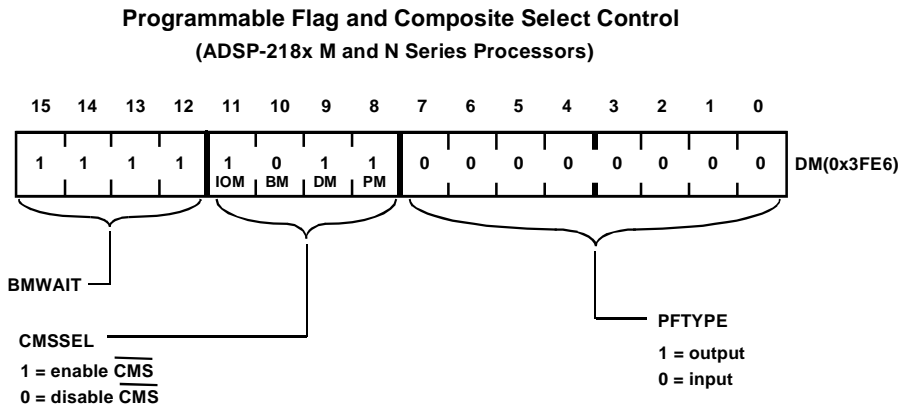 Programmable Flag and Composite Select Control
(ADSP-218x M and N Series Processors)
15 14 13 12 11 10 9 8 7 6 5 4 3 2 1 0
1 1 1 1 1 0 1 1 0 0 0 0 0 0 0 0 DM(0x3FE6)
IOM BM DM PM
BMWAIT
CMSSEL
1 = enable CMS
0 = disable CMS
PFTYPE
1 = output
0 = input